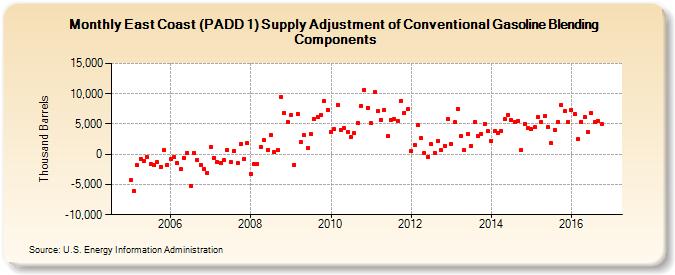 Monthly East Coast (PADD 1) Supply Adjustment of Conventional Gasoline Blending
Components
Thousand Barrels
15,000
10,000
5,000
0
-5,000
-10,000
2006 2008 2010 2012 2014 2016
Source: U.S. Energy Information Administration